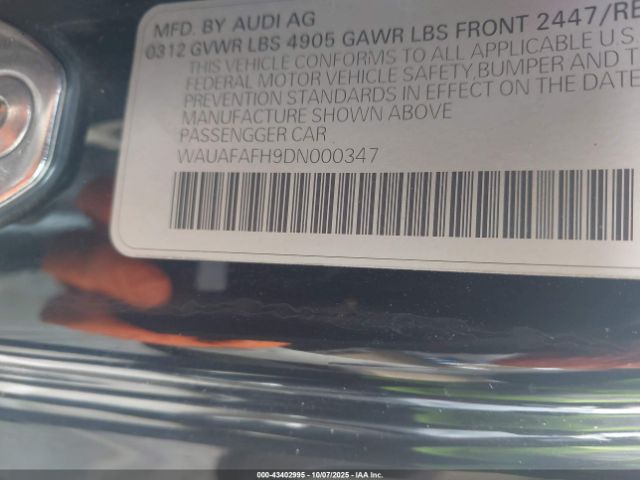 MFD. BY AUDI AG
0312 GVWR LBS 4905 GAWR LBS FRONT 2447/RE
THIS VEHICLE CONFORMS TO ALL APPLICABLE U.S.
FEDERAL MOTOR VEHICLE SAFETY,BUMPER AND T
PREVENTION STANDARDS IN EFFECT ON THE DATE
MANUFACTURE SHOWN ABOVE
PASSENGGER CAR
WAUAFAFH9DN000347
000-43402995 - 10/07/2025 - IAA Inc.